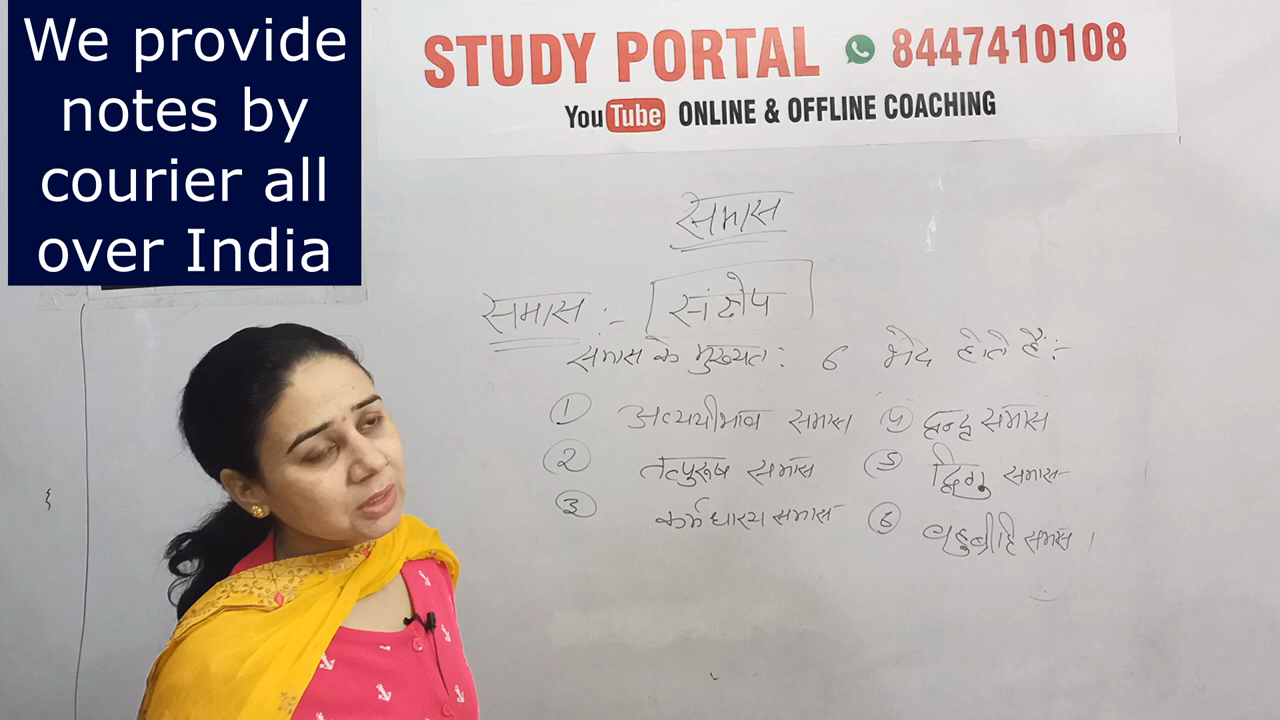 We provide
notes by
courier all
over India
STUDY PORTAL 8447410108
YouTube ONLINE & OFFLINE COACHING
समास
समास :- संक्षेप
समास के मुख्यत: 6 भेद होते हैं :-
① अव्ययीभाव समास ④ द्वन्द्व समास
② तत्पुरूष समास ⑤ द्विगु समास
③ कर्मधारय समास ⑥ बहुब्रीहि समास।